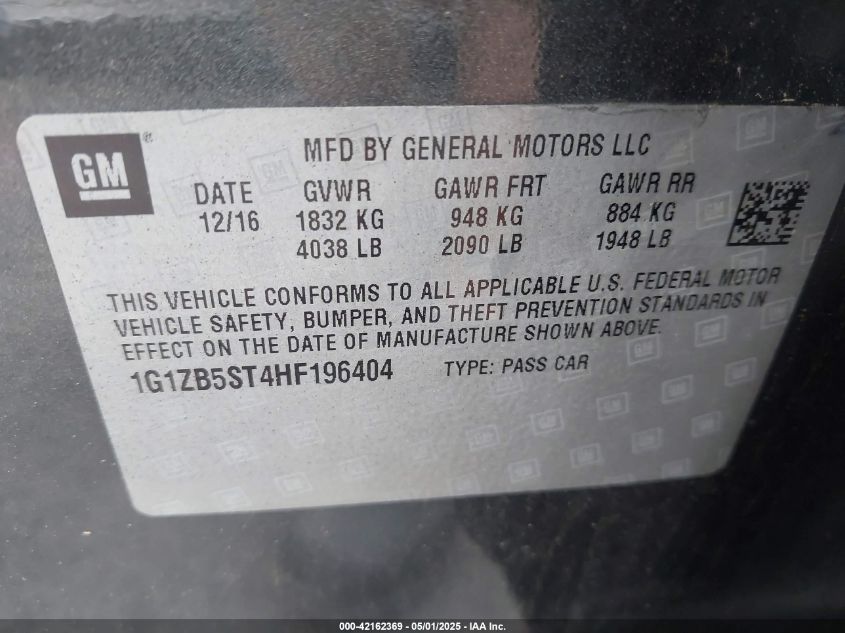 GM®
MFD BY GENERAL MOTORS LLC
DATE GVWR GAWR FRT GAWR RR
12/16 1832 KG 948 KG 884 KG
4038 LB 2090 LB 1948 LB
THIS VEHICLE CONFORMS TO ALL APPLICABLE U.S. FEDERAL MOTOR
VEHICLE SAFETY, BUMPER, AND THEFT PREVENTION STANDARDS IN
EFFECT ON THE DATE OF MANUFACTURE SHOWN ABOVE.
1G1ZB5ST4HF196404 TYPE: PASS CAR
000-42162369 - 05/01/2025 - IAA Inc.